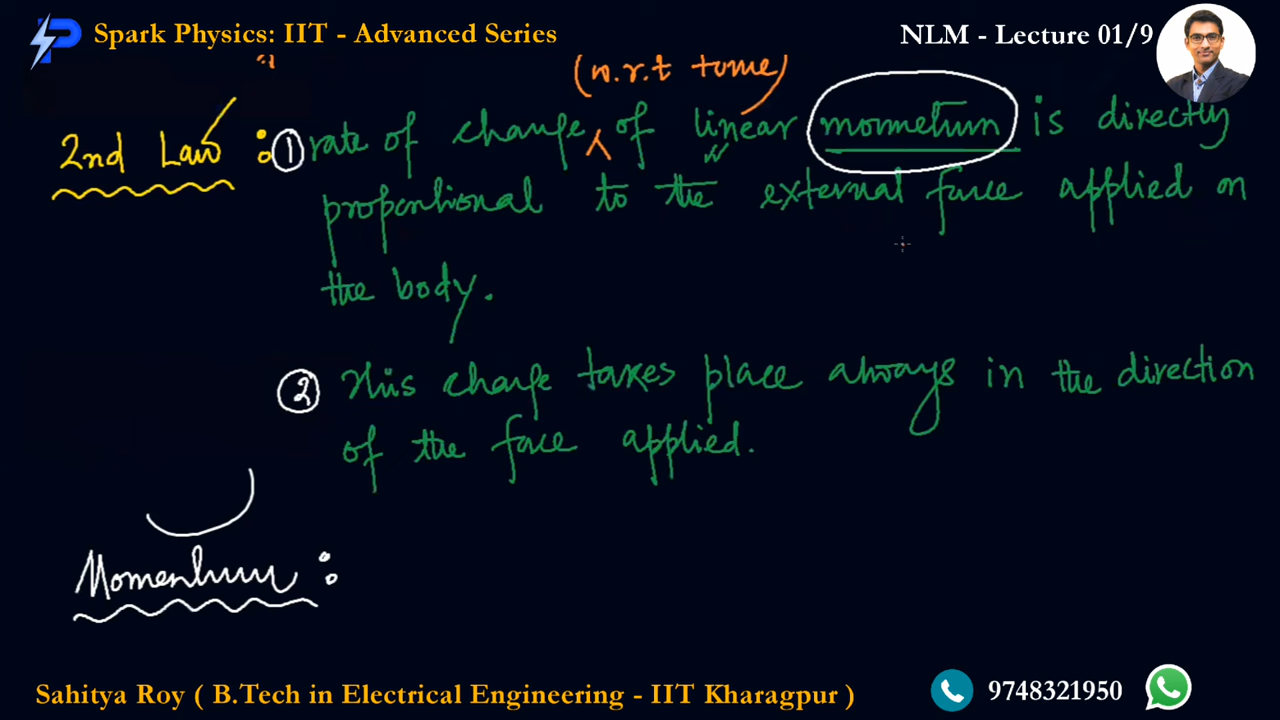 Spark Physics: IIT - Advanced Series
NLM - Lecture 01/9
(w.r.t time)
2nd Law : ① rate of change ^ of linear momentum is directly
proportional to the external force applied on
the body.
② This change takes place always in the direction
of the force applied.
Momentum :
Sahitya Roy ( B.Tech in Electrical Engineering - IIT Kharagpur )
9748321950